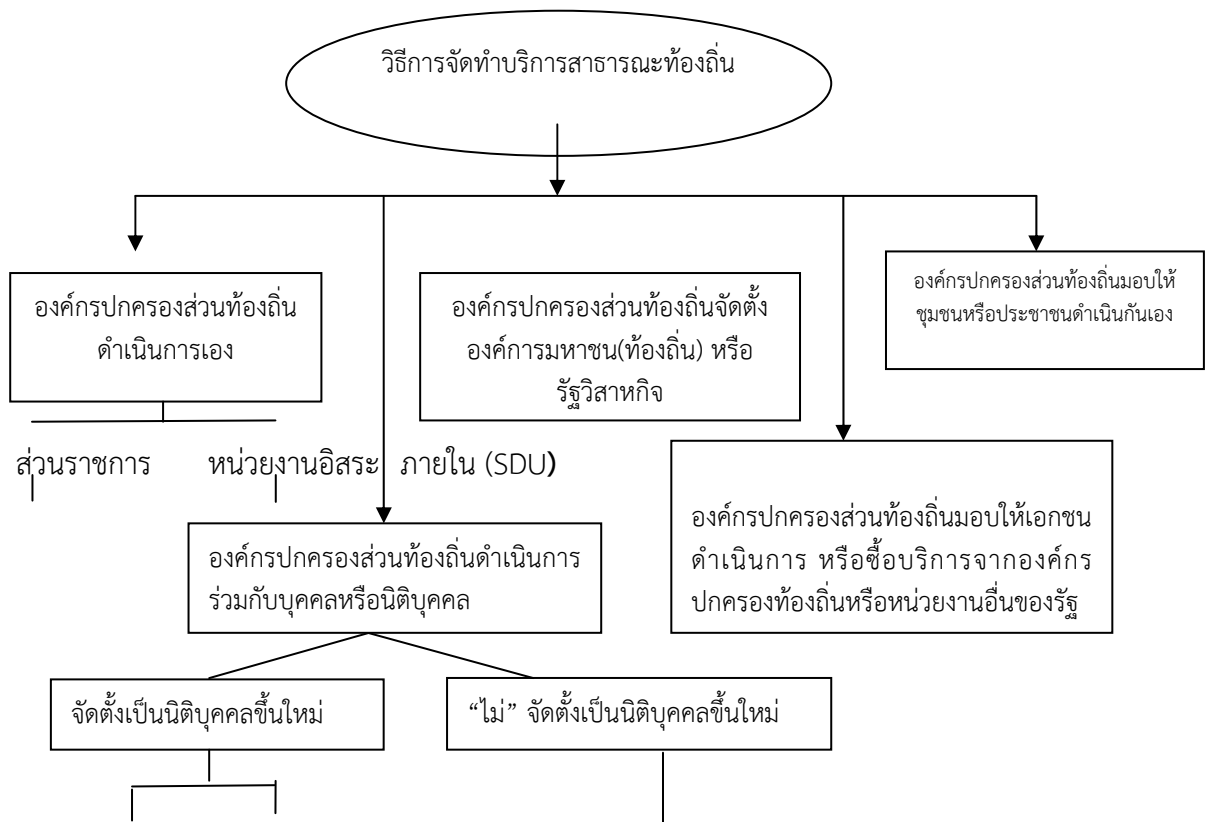 วิธีการจัดทำบริการสาธารณะท้องถิ่น
องค์กรปกครองส่วนท้องถิ่น
ดำเนินการเอง
องค์กรปกครองส่วนท้องถิ่นจัดตั้ง
องค์การมหาชน(ท้องถิ่น) หรือ
รัฐวิสาหกิจ
องค์กรปกครองส่วนท้องถิ่นมอบให้
ชุมชนหรือประชาชนดำเนินกันเอง
ส่วนราชการ หน่วยงานอิสระ ภายใน (SDU)
องค์กรปกครองส่วนท้องถิ่นดำเนินการ
ร่วมกับบุคคลหรือนิติบุคคล
องค์กรปกครองส่วนท้องถิ่นมอบให้เอกชน
ดำเนินการ หรือซื้อบริการจากองค์กร
ปกครองท้องถิ่นหรือหน่วยงานอื่นของรัฐ
จัดตั้งเป็นนิติบุคคลขึ้นใหม่
“ไม่” จัดตั้งเป็นนิติบุคคลขึ้นใหม่